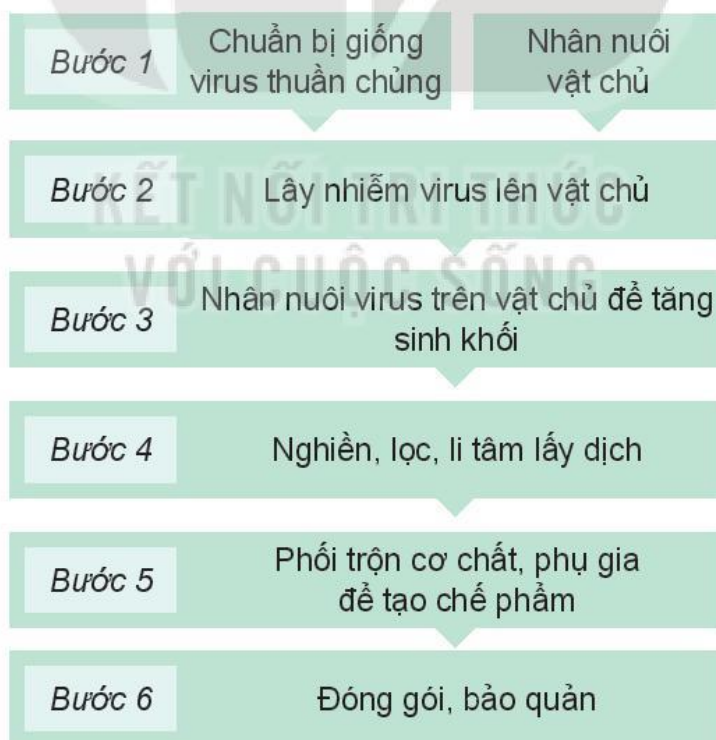 Bước 1
Chuẩn bị giống
virus thuần chủng
Nhân nuôi
vật chủ
Bước 2
Lây nhiễm virus lên vật chủ
KẾT NỐI TRI THỨC
VỚI CUỘC SỐNG
Bước 3
Nhân nuôi virus trên vật chủ để tăng
sinh khối
Bước 4
Nghiền, lọc, li tâm lấy dịch
Bước 5
Phối trộn cơ chất, phụ gia
để tạo chế phẩm
Bước 6
Đóng gói, bảo quản